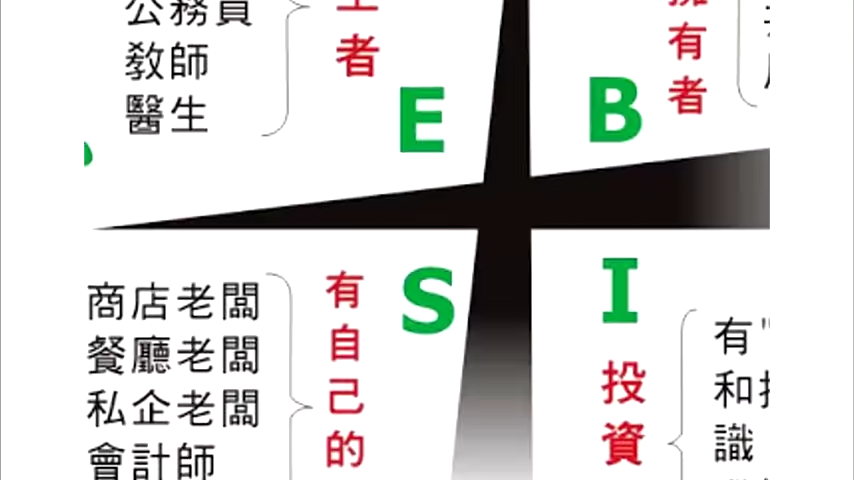 公務員
教師
醫生
者
E
B
有
者
商店老闆
餐廳老闆
私企老闆
會計師
有自己的
S
I
投資
有"
和
識